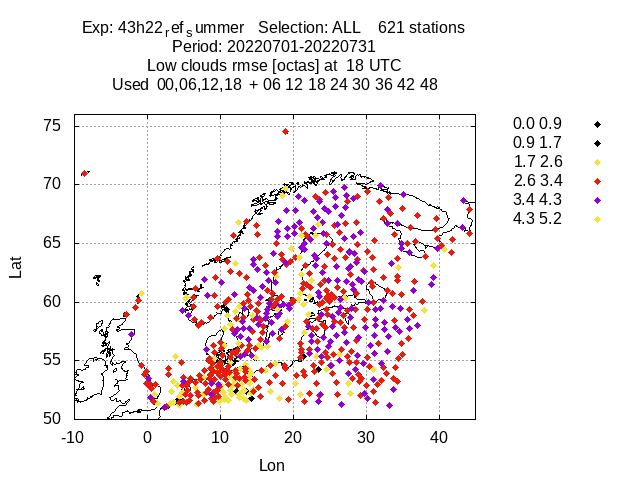 Exp: 43h22refsummer Selection: ALL 621 stations
Period: 20220701-20220731
Low clouds rmse [octas] at 18 UTC
Used 00,06,12,18 + 06 12 18 24 30 36 42 48
75
70
65
60
55
50
-10 0 10 20 30 40
Lat
Lon
0.0 0.9
0.9 1.7
1.7 2.6
2.6 3.4
3.4 4.3
4.3 5.2